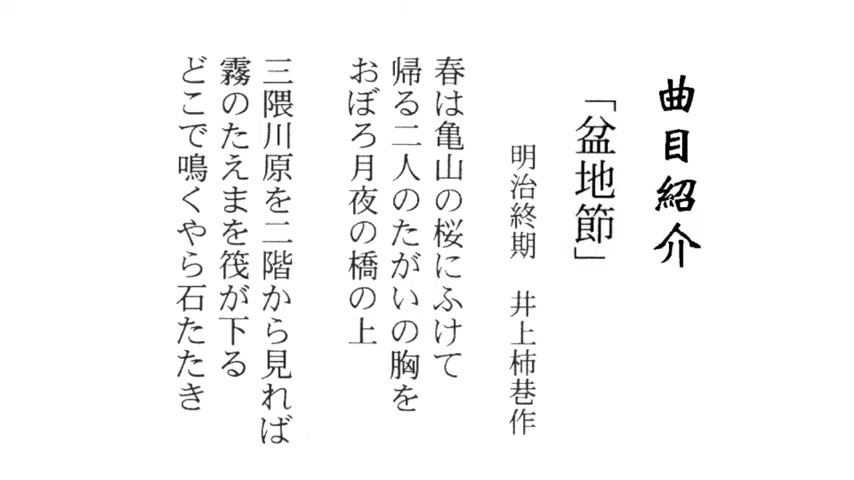 曲目紹介
「盆地節」
明治終期　井上柿巷作
春は亀山の桜にふけて
帰る二人のたがいの胸を
おぼろ月夜の橋の上
三隈川原を二階から見れば
霧のたえまを筏が下る
どこで鳴くやら石たたき